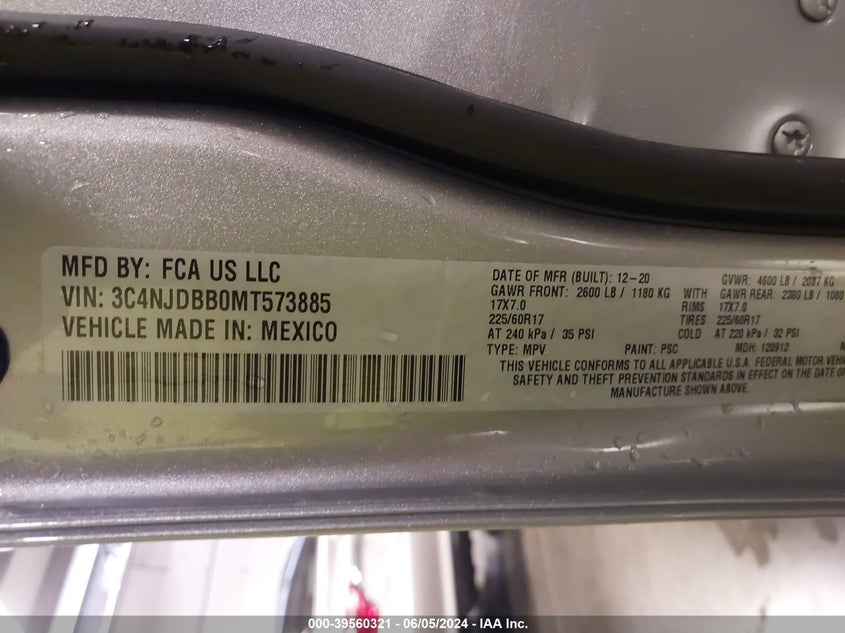 MFD BY: FCA US LLC
VIN: 3C4NJDBB0MT573885
VEHICLE MADE IN: MEXICO
DATE OF MFR (BUILT): 12-20 GVWR: 4600 LB / 2087 KG
GAWR FRONT: 2600 LB / 1180 KG WITH GAWR REAR: 2380 LB / 1080
17X7.0 RIMS 17X7.0
225/60R17 TIRES 225/60R17
AT 240 kPa / 35 PSI COLD AT 220 kPa / 32 PSI
TYPE: MPV PAINT: PSC MDH: 120912
THIS VEHICLE CONFORMS TO ALL APPLICABLE U.S.A. FEDERAL MOTOR
SAFETY AND THEFT PREVENTION STANDARDS IN EFFECT ON THE DATE OF
MANUFACTURE SHOWN ABOVE.
000-39560321 - 06/05/2024 - IAA Inc.